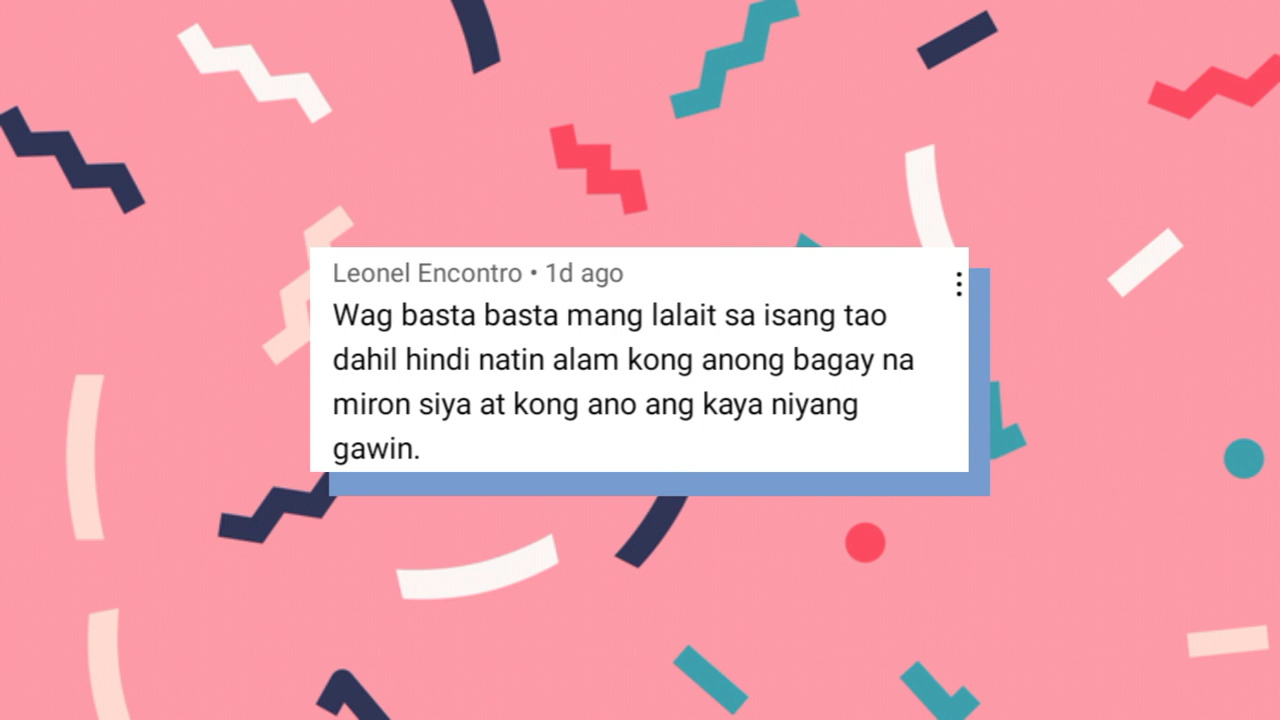 Leonel Encontro • 1d ago
Wag basta basta mang lalait sa isang tao
dahil hindi natin alam kong anong bagay na
miron siya at kong ano ang kaya niyang
gawin.